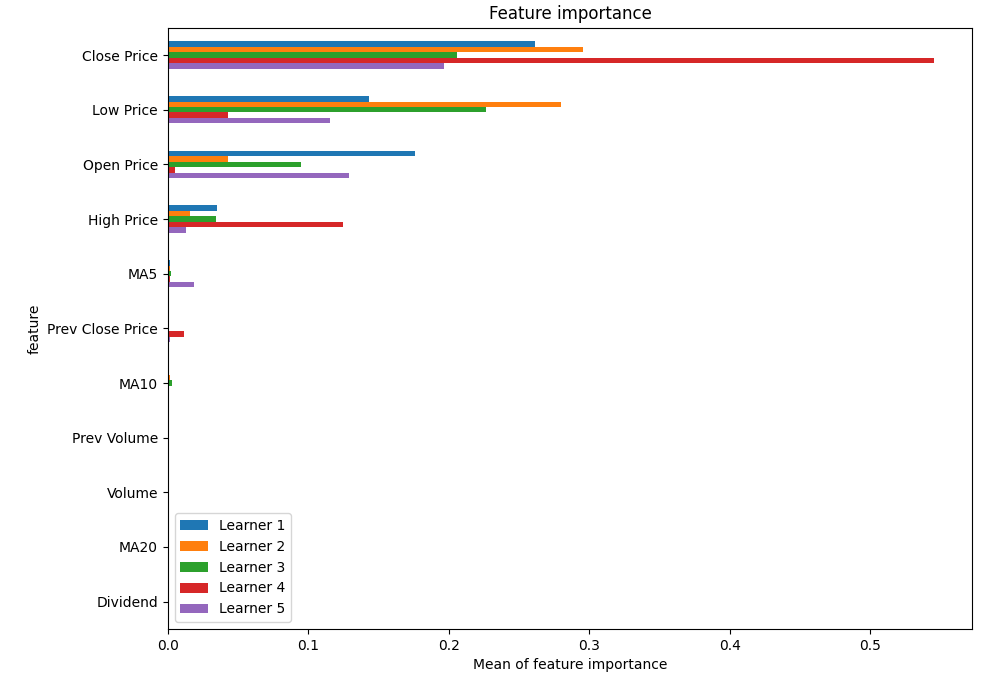 Feature importance
Close Price
Low Price
Open Price
High Price
MA5
Prev Close Price
MA10
Prev Volume
Volume
MA20
Dividend
feature
Learner 1
Learner 2
Learner 3
Learner 4
Learner 5
0.0 0.1 0.2 0.3 0.4 0.5
Mean of feature importance